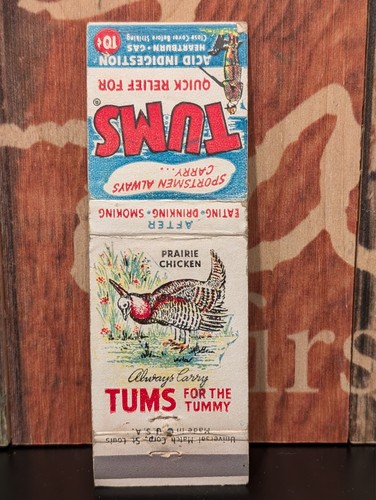 PRAIRIE
CHICKEN
Always Carry
TUMS FOR THE
TUMMY
Universal Match Corp., St. Louis
Made in U.S.A.
AFTER
EATING • DRINKING • SMOKING
SPORTSMEN ALWAYS
CARRY....
TUMS®
QUICK RELIEF FOR
ACID INDIGESTION
HEARTBURN • GAS
Close Cover Before Striking
10¢